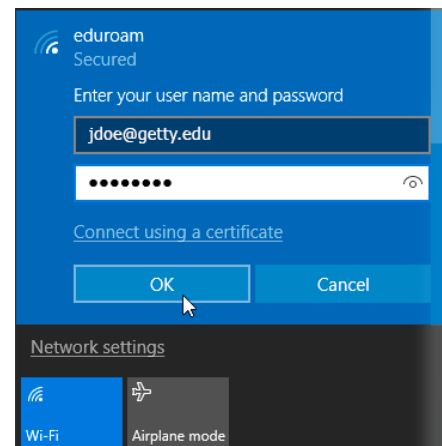 eduroam
Secured
Enter your user name and password
jdoe@getty.edu
●●●●●●●●
Connect using a certificate
OK Cancel
Network settings
Wi-Fi Airplane mode